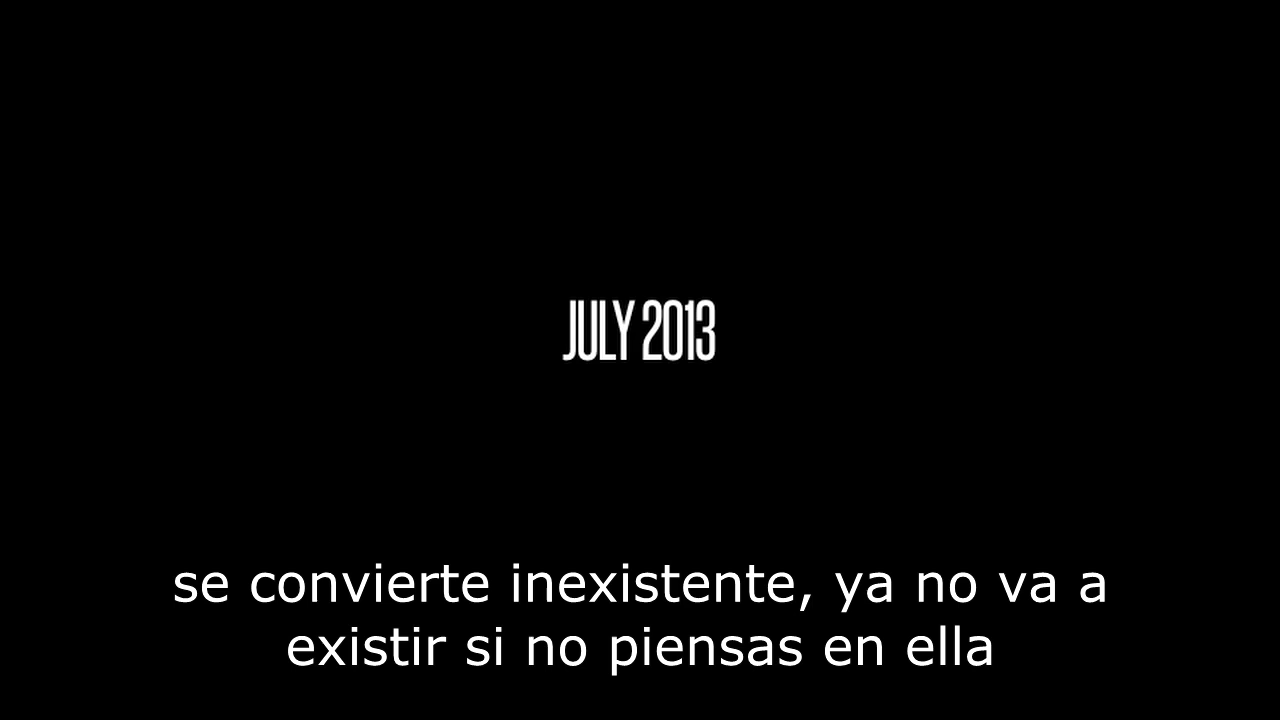 JULY 2013
se convierte inexistente, ya no va a
existir si no piensas en ella